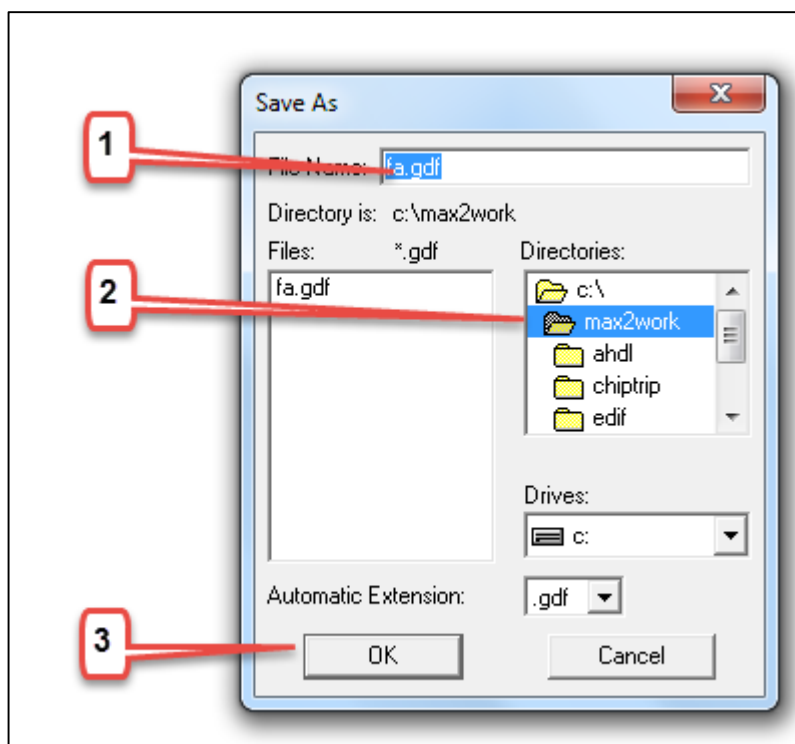 Save As
1
File Name: fa.gdf
Directory is: c:\max2work
Files: *.gdf Directories:
2
fa.gdf c:\
max2work
ahdl
chiptrip
edif
Drives:
c:
Automatic Extension: .gdf
3
OK Cancel